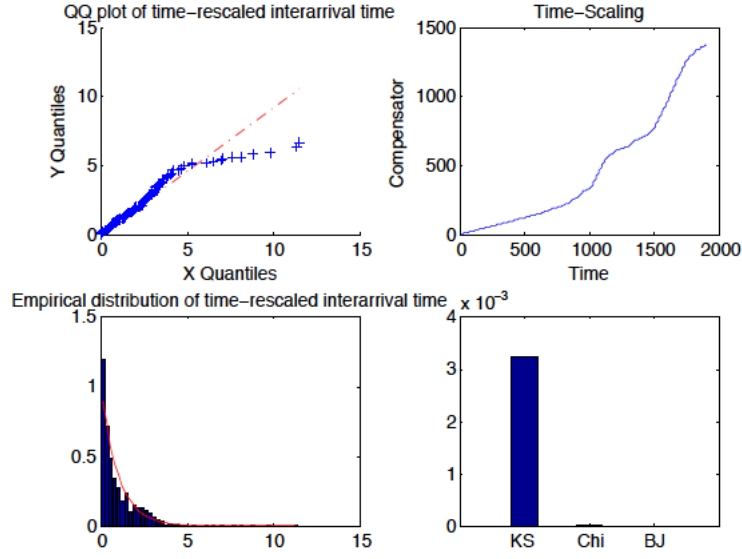 QQ plot of time-rescaled interarrival time
15
10
5
0
Y Quantiles
0 5 10 15
X Quantiles
Time-Scaling
1500
1000
500
0
Compensator
0 500 1000 1500 2000
Time
Empirical distribution of time-rescaled interarrival time
1.5
1
0.5
0
0 5 10 15
x 10⁻³
4
3
2
1
0
KS Chi BJ